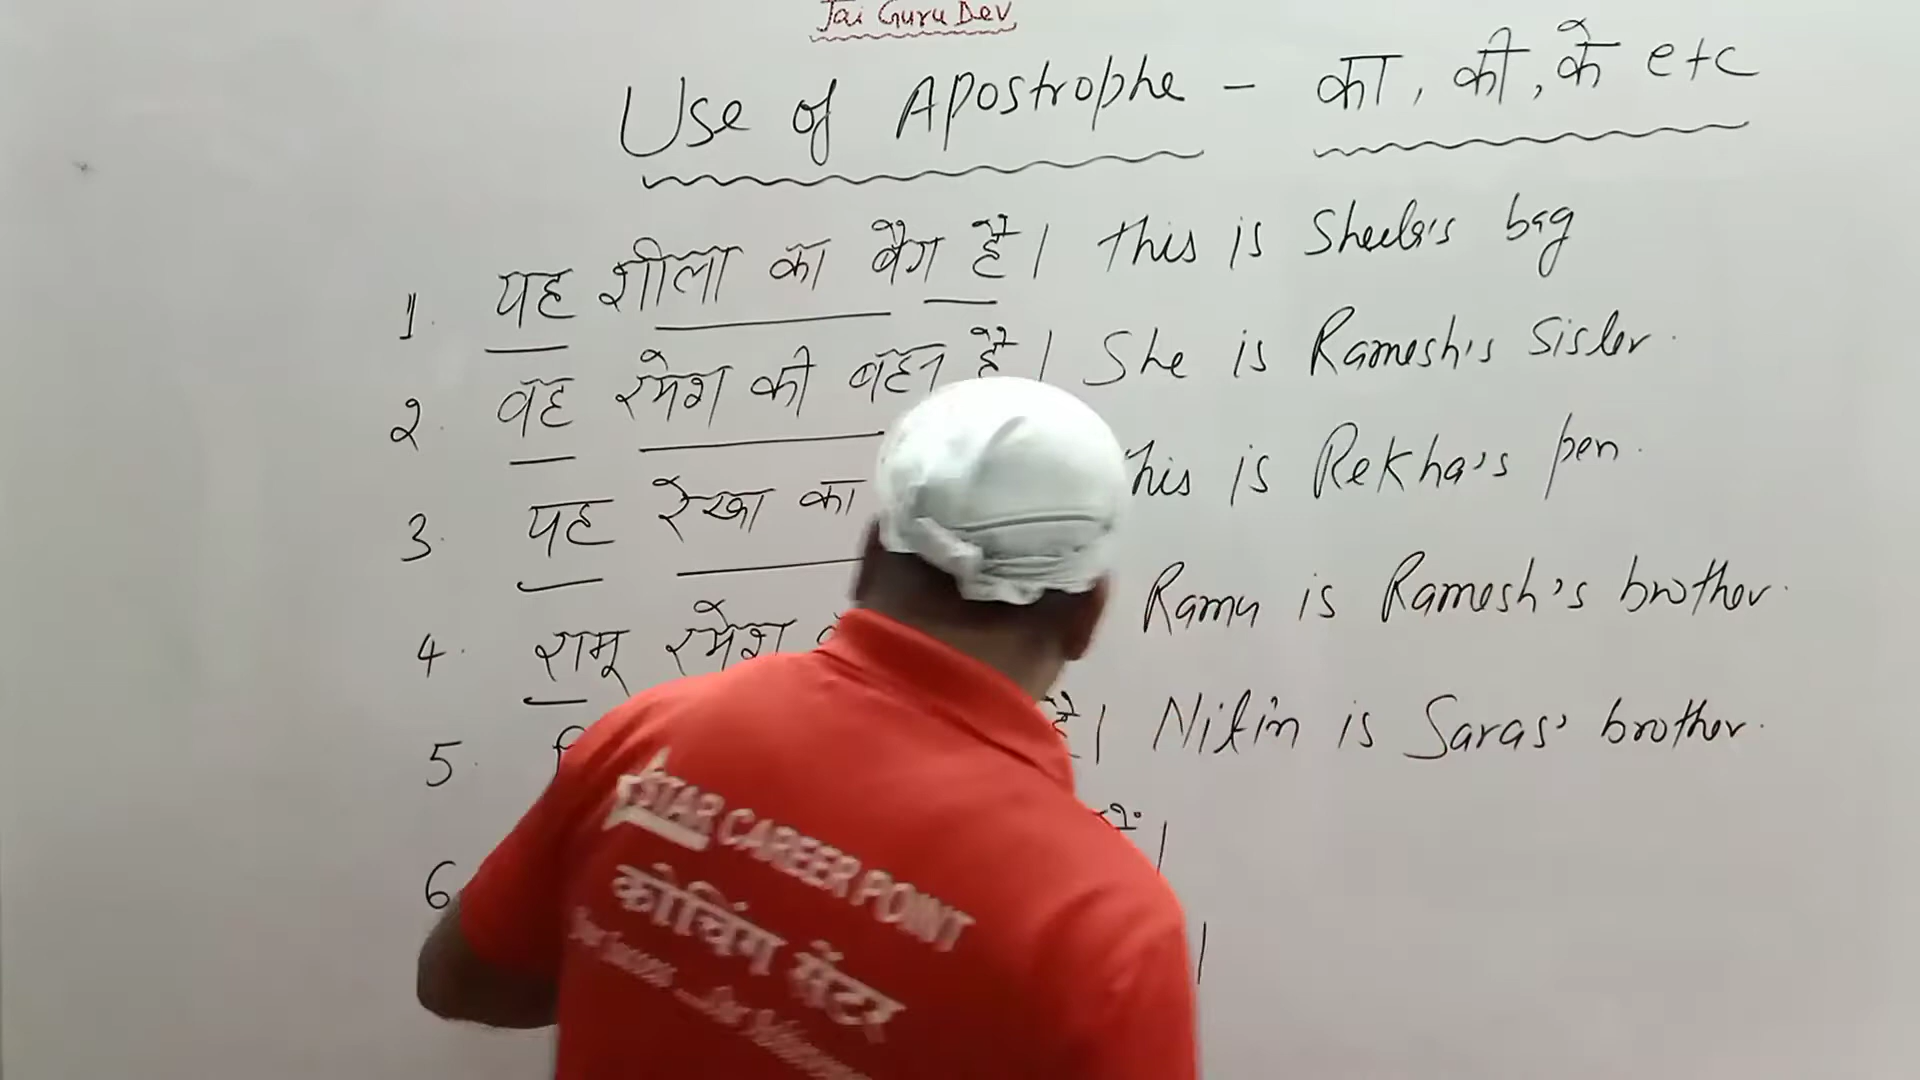 Jai Guru Dev
Use of Apostrophe - का, की, के etc
1. यह शीला का बैग है। This is Sheela's bag
2. वह रमेश की बहन है। She is Ramesh's Sister.
3. यह रेखा का his is Rekha's pen.
4. रामू रमेश Ramu is Ramesh's brother.
5. है। Nitin is Saras' brother.
6
STAR CAREER POINT
कोचिंग सेंटर